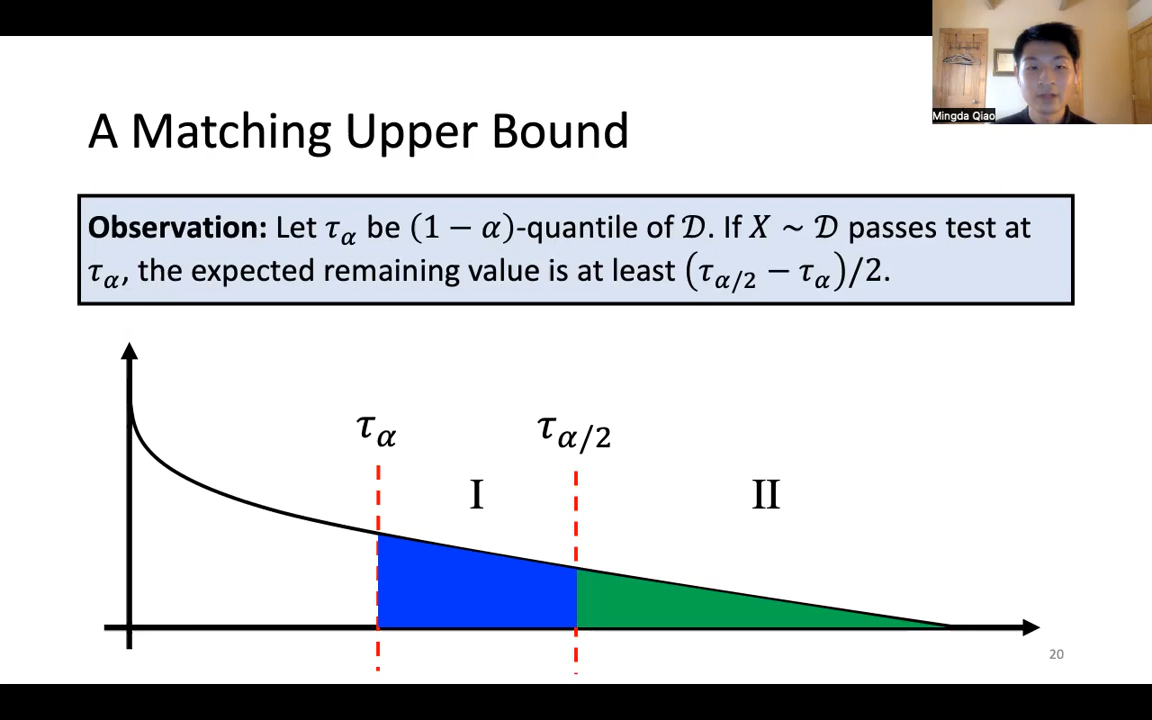 Mingda Qiao
A Matching Upper Bound
Observation: Let τ_α be (1 − α)-quantile of 𝒟. If X ~ 𝒟 passes test at
τ_α, the expected remaining value is at least (τ_{α/2} − τ_α)/2.
τ_α τ_{α/2}
I II
20